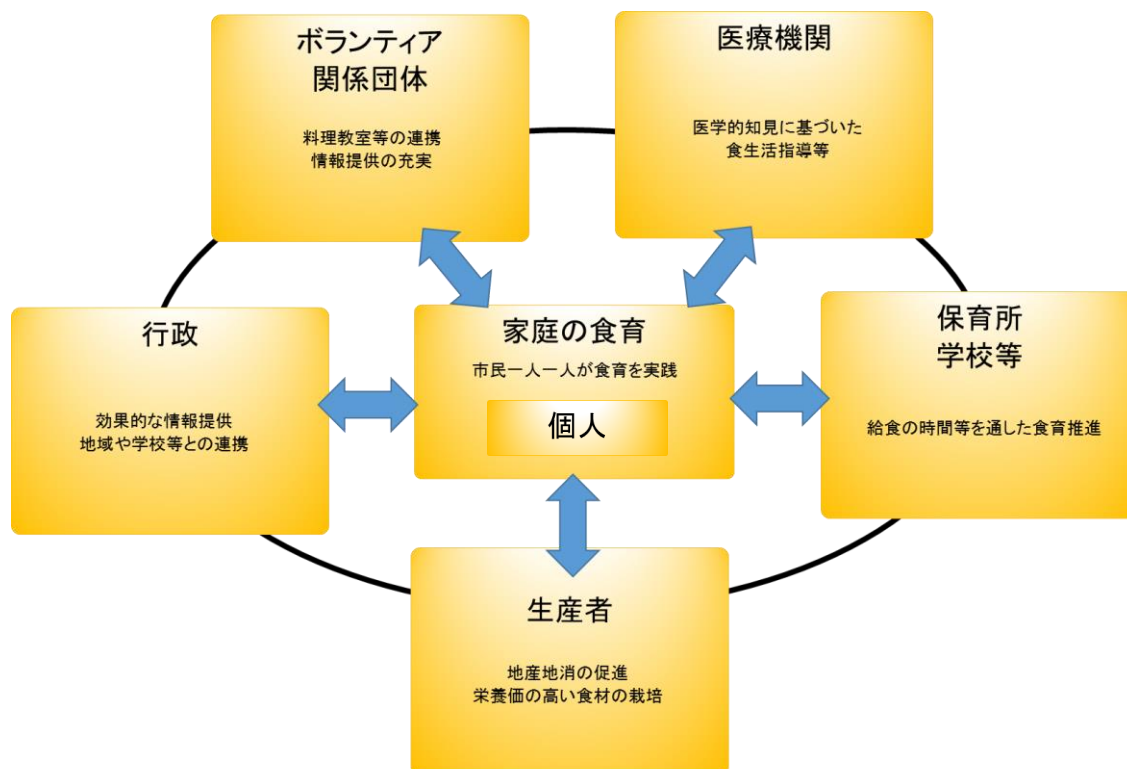 ボランティア
関係団体
料理教室等の連携
情報提供の充実
医療機関
医学的知見に基づいた
食生活指導等
行政
効果的な情報提供
地域や学校等との連携
家庭の食育
市民一人一人が食育を実践
個人
保育所
学校等
給食の時間等を通した食育推進
生産者
地産地消の促進
栄養価の高い食材の栽培